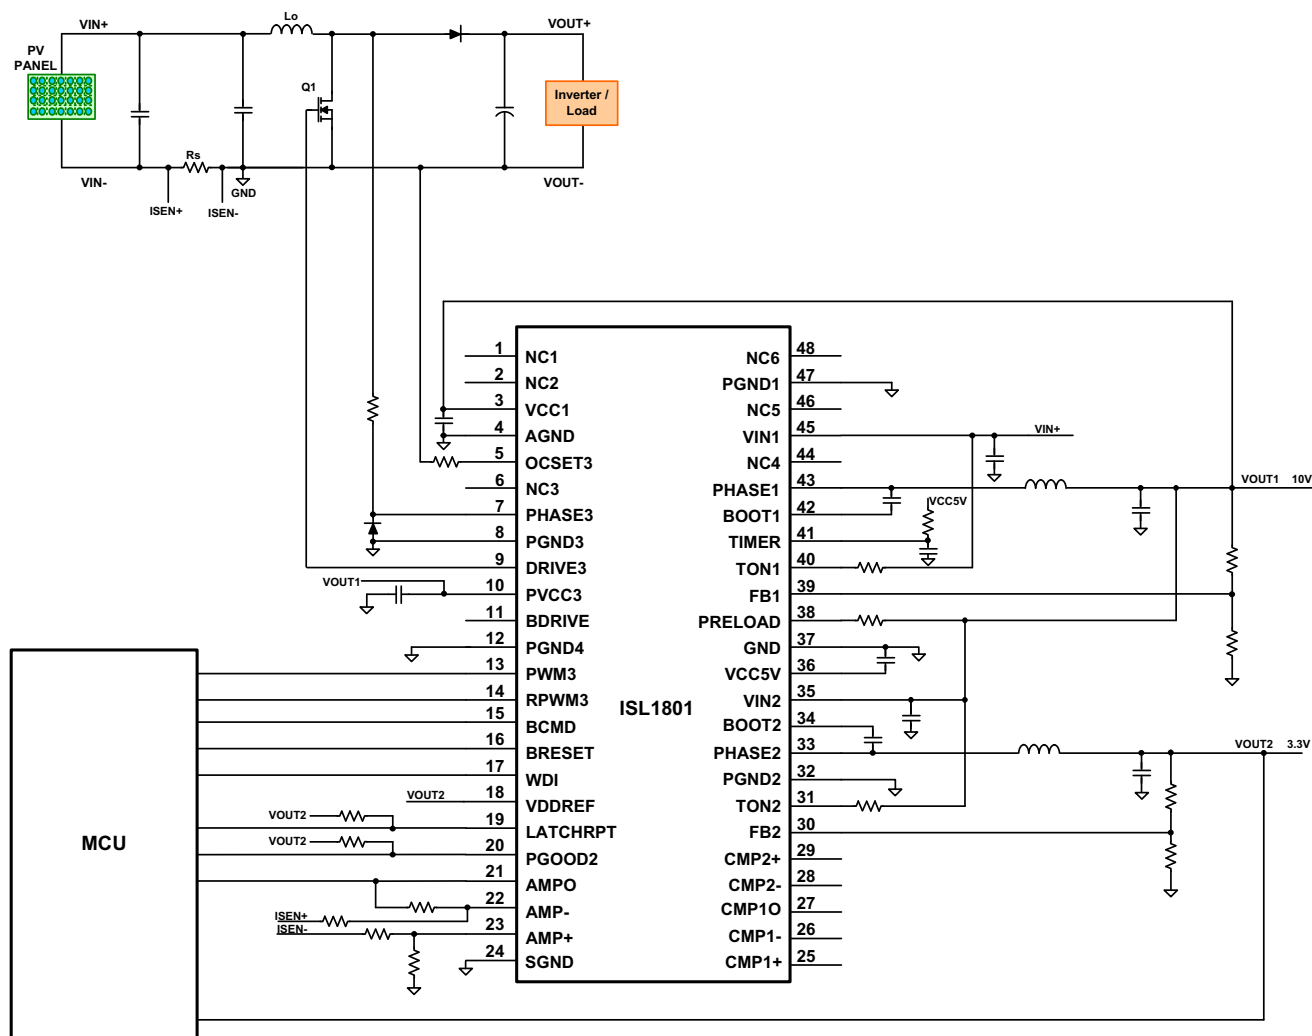 Lo
VIN+
VOUT+
PV
PANEL
Q1
Inverter /
Load
Rs
VIN-
GND
VOUT-
ISEN+
ISEN-
1
NC1
NC6
48
2
NC2
PGND1
47
3
VCC1
NC5
46
4
AGND
VIN1
45
VIN+
5
OCSET3
NC4
44
6
NC3
PHASE1
43
VOUT1 10V
7
PHASE3
BOOT1
42
VCC5V
8
PGND3
TIMER
41
9
DRIVE3
TON1
40
VOUT1
10
PVCC3
FB1
39
11
BDRIVE
PRELOAD
38
12
PGND4
GND
37
13
PWM3
VCC5V
36
14
RPWM3
ISL1801
VIN2
35
15
BCMD
BOOT2
34
16
BRESET
PHASE2
33
VOUT2 3.3V
17
WDI
PGND2
32
VOUT2
18
VDDREF
TON2
31
VOUT2
19
LATCHRPT
FB2
30
MCU
VOUT2
20
PGOOD2
CMP2+
29
21
AMPO
CMP2-
28
ISEN+
22
AMP-
CMP1O
27
ISEN-
23
AMP+
CMP1-
26
24
SGND
CMP1+
25